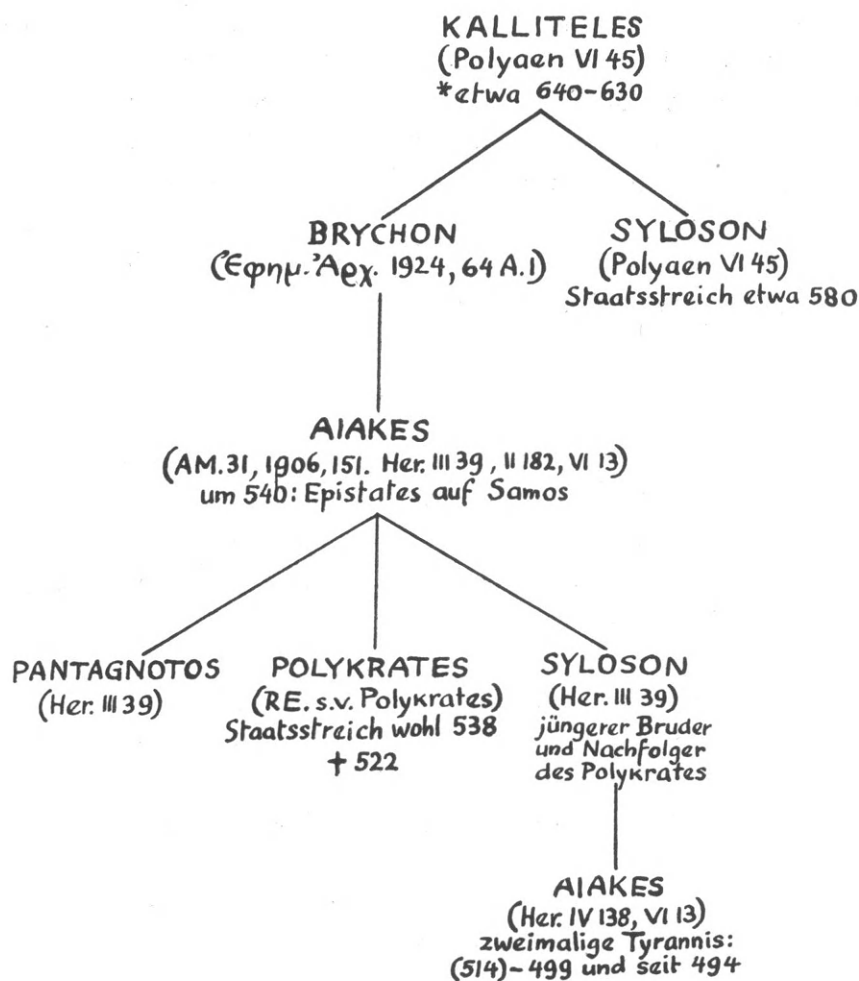 KALLITELES
(Polyaen VI 45)
*etwa 640-630
BRYCHON
(Ἐφημ. Ἀρχ. 1924, 64 A.1)
SYLOSON
(Polyaen VI 45)
Staatsstreich etwa 580
AIAKES
(AM. 31, 1906, 151. Her. III 39, II 182, VI 13)
um 540: Epistates auf Samos
PANTAGNOTOS
(Her. III 39)
POLYKRATES
(RE. s.v. Polykrates)
Staatsstreich wohl 538
† 522
SYLOSON
(Her. III 39)
jüngerer Bruder
und Nachfolger
des Polykrates
AIAKES
(Her. IV 138, VI 13)
zweimalige Tyrannis:
(514)-499 und seit 494